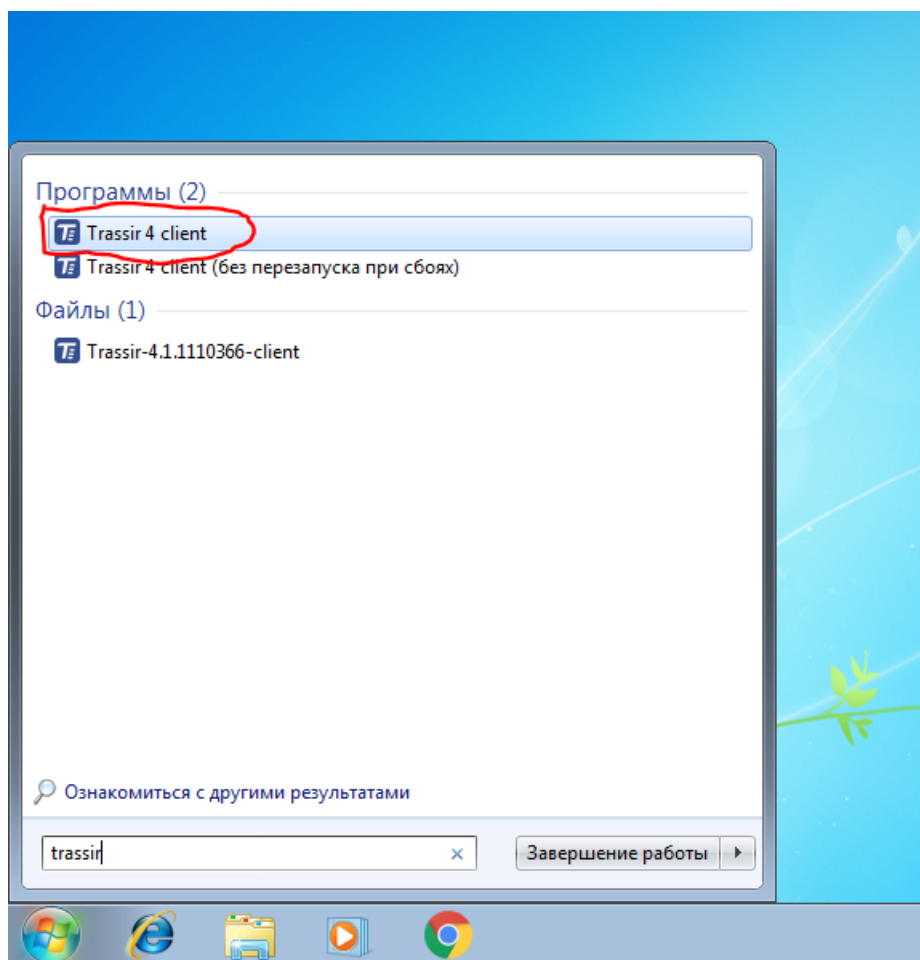 Программы (2)
Trassir 4 client
Trassir 4 client (без перезапуска при сбоях)
Файлы (1)
Trassir-4.1.1110366-client
Ознакомиться с другими результатами
trassir
Завершение работы